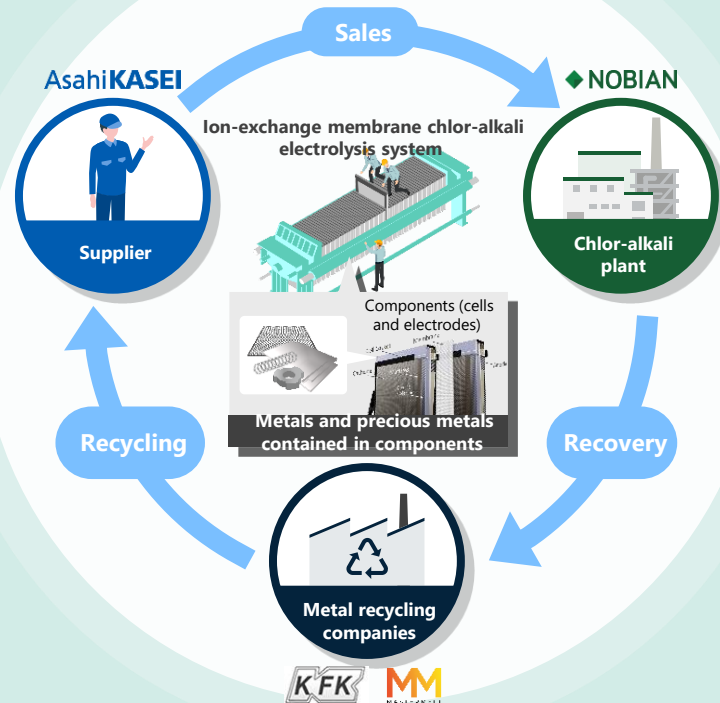 Sales
AsahiKASEI
NOBIAN
Ion-exchange membrane chlor-alkali
electrolysis system
Supplier
Chlor-alkali
plant
Components (cells
and electrodes)
Metals and precious metals
contained in components
Recycling
Recovery
Metal recycling
companies
KFK
MM